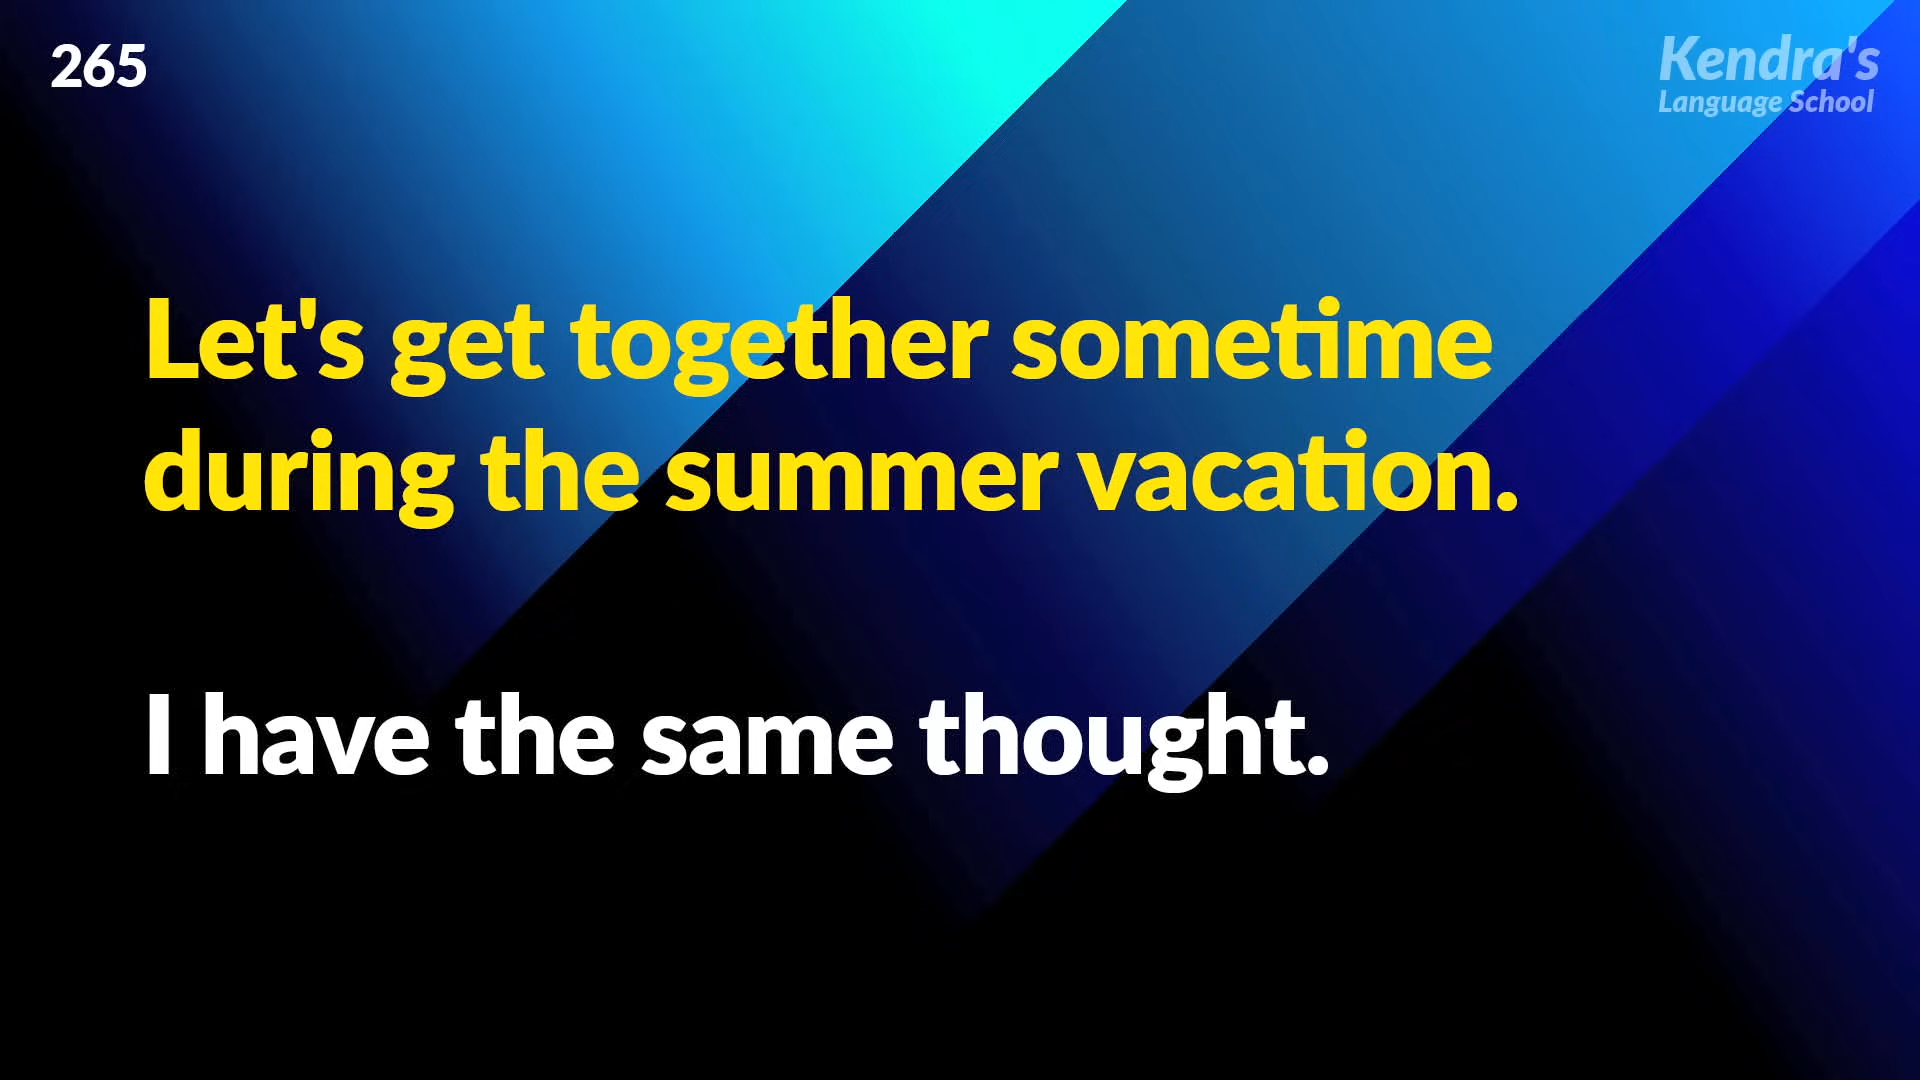 265
Kendra's
Language School
Let's get together sometime
during the summer vacation.
I have the same thought.